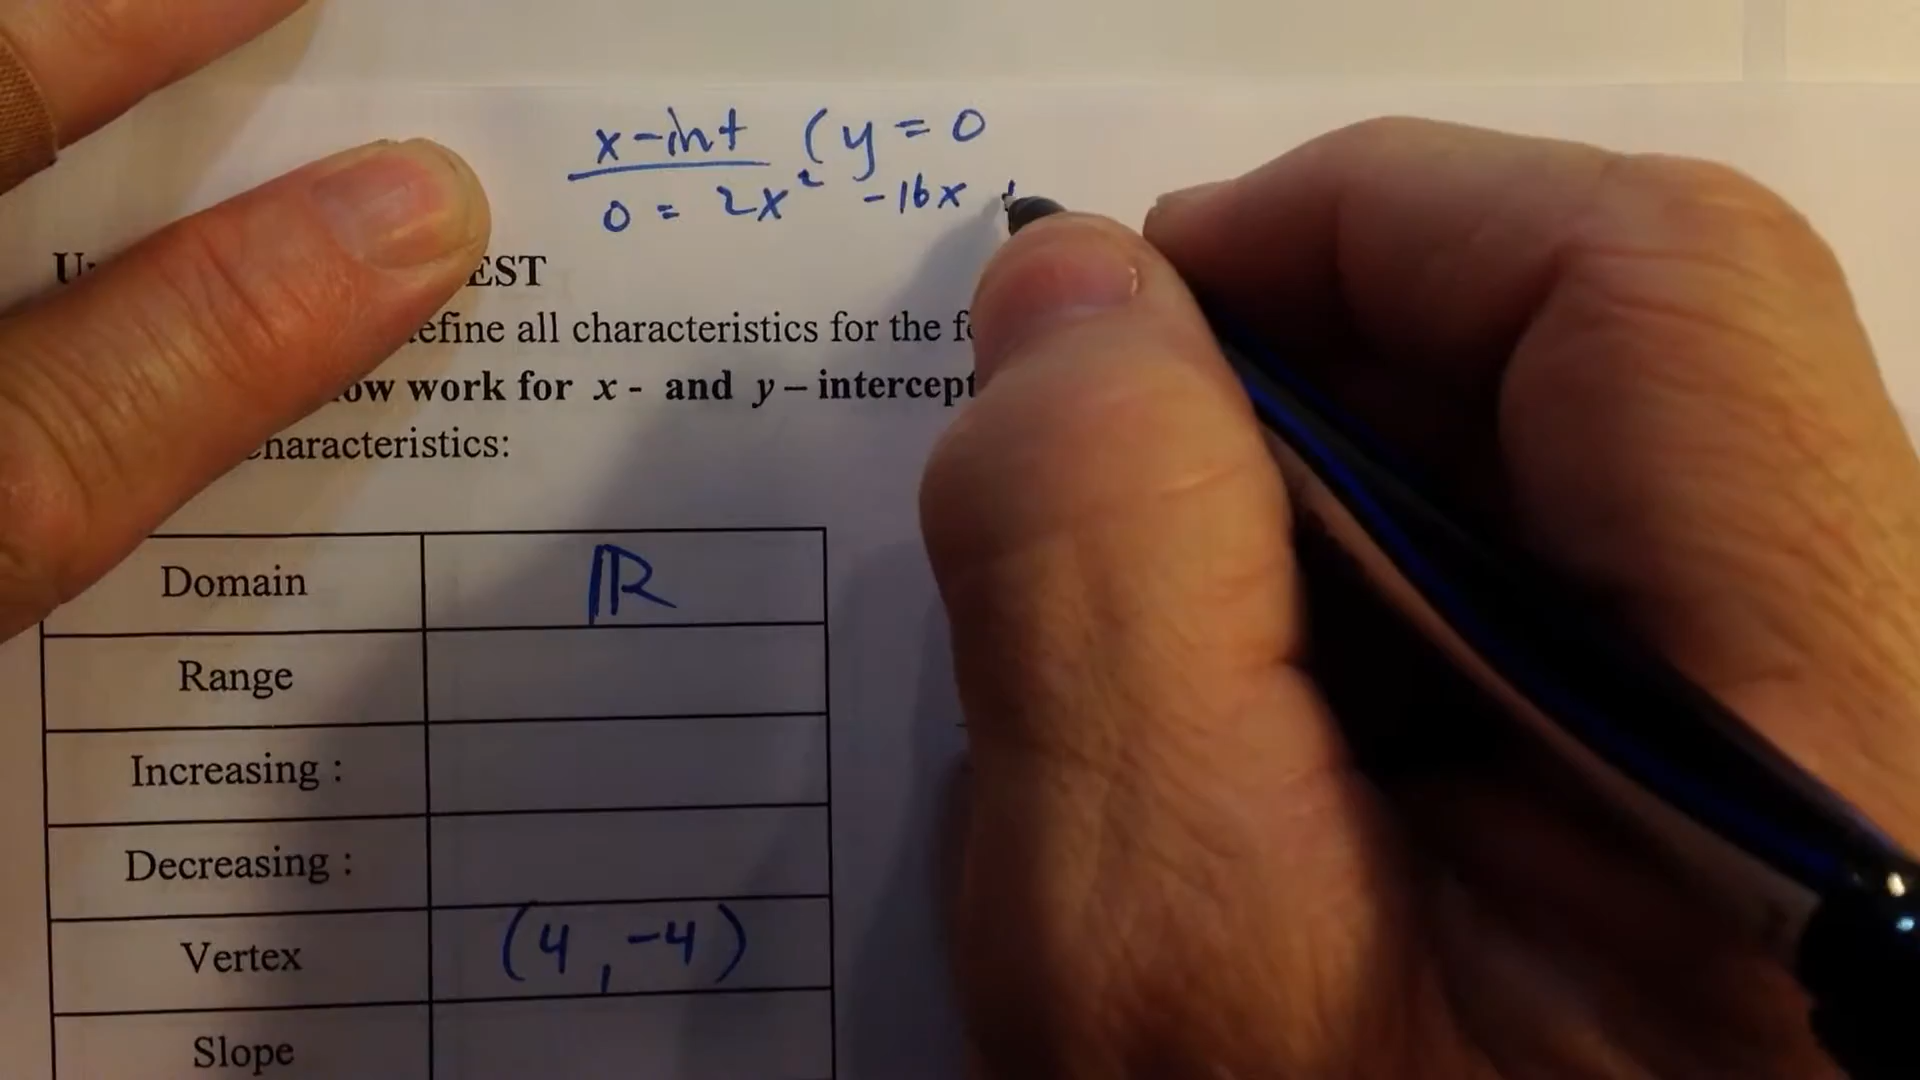 x-int (y = 0
0 = 2x² -16x
EST
efine all characteristics for the
ow work for x - and y – intercept
haracteristics:
Domain ℝ
Range
Increasing :
Decreasing :
Vertex (4, -4)
Slope